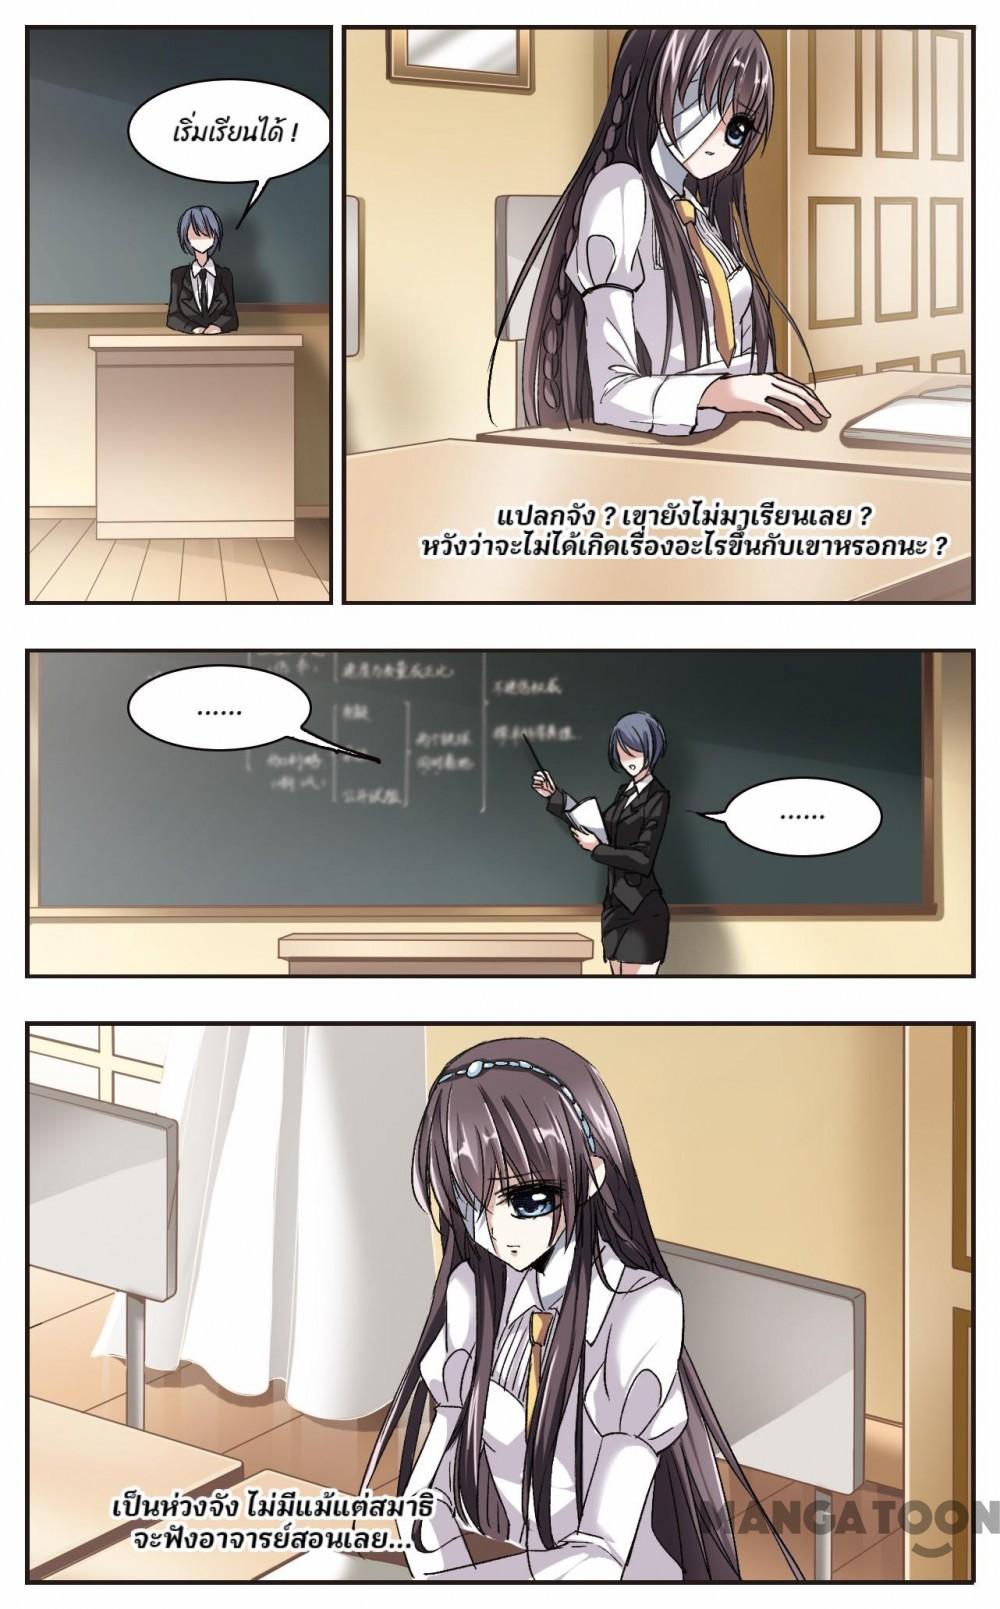 เริ่มเรียนได้ !
แปลกจัง ? เขายังไม่มาเรียนเลย ?
หวังว่าจะไม่ได้เกิดเรื่องอะไรขึ้นกับเขาหรอกนะ ?
......
......
เป็นห่วงจัง ไม่มีแม้แต่สมาธิ
จะฟังอาจารย์สอนเลย...
MANGATOON